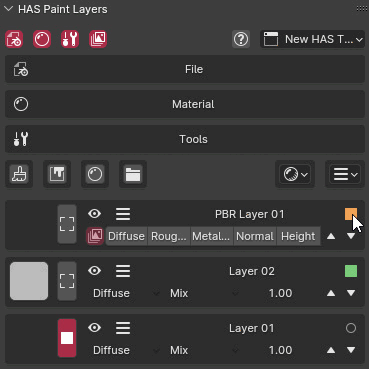 HAS Paint Layers
? New HAS T...
File
Material
Tools
PBR Layer 01
Diffuse Roug... Metal... Normal Height
Layer 02
Diffuse Mix 1.00
Layer 01
Diffuse Mix 1.00